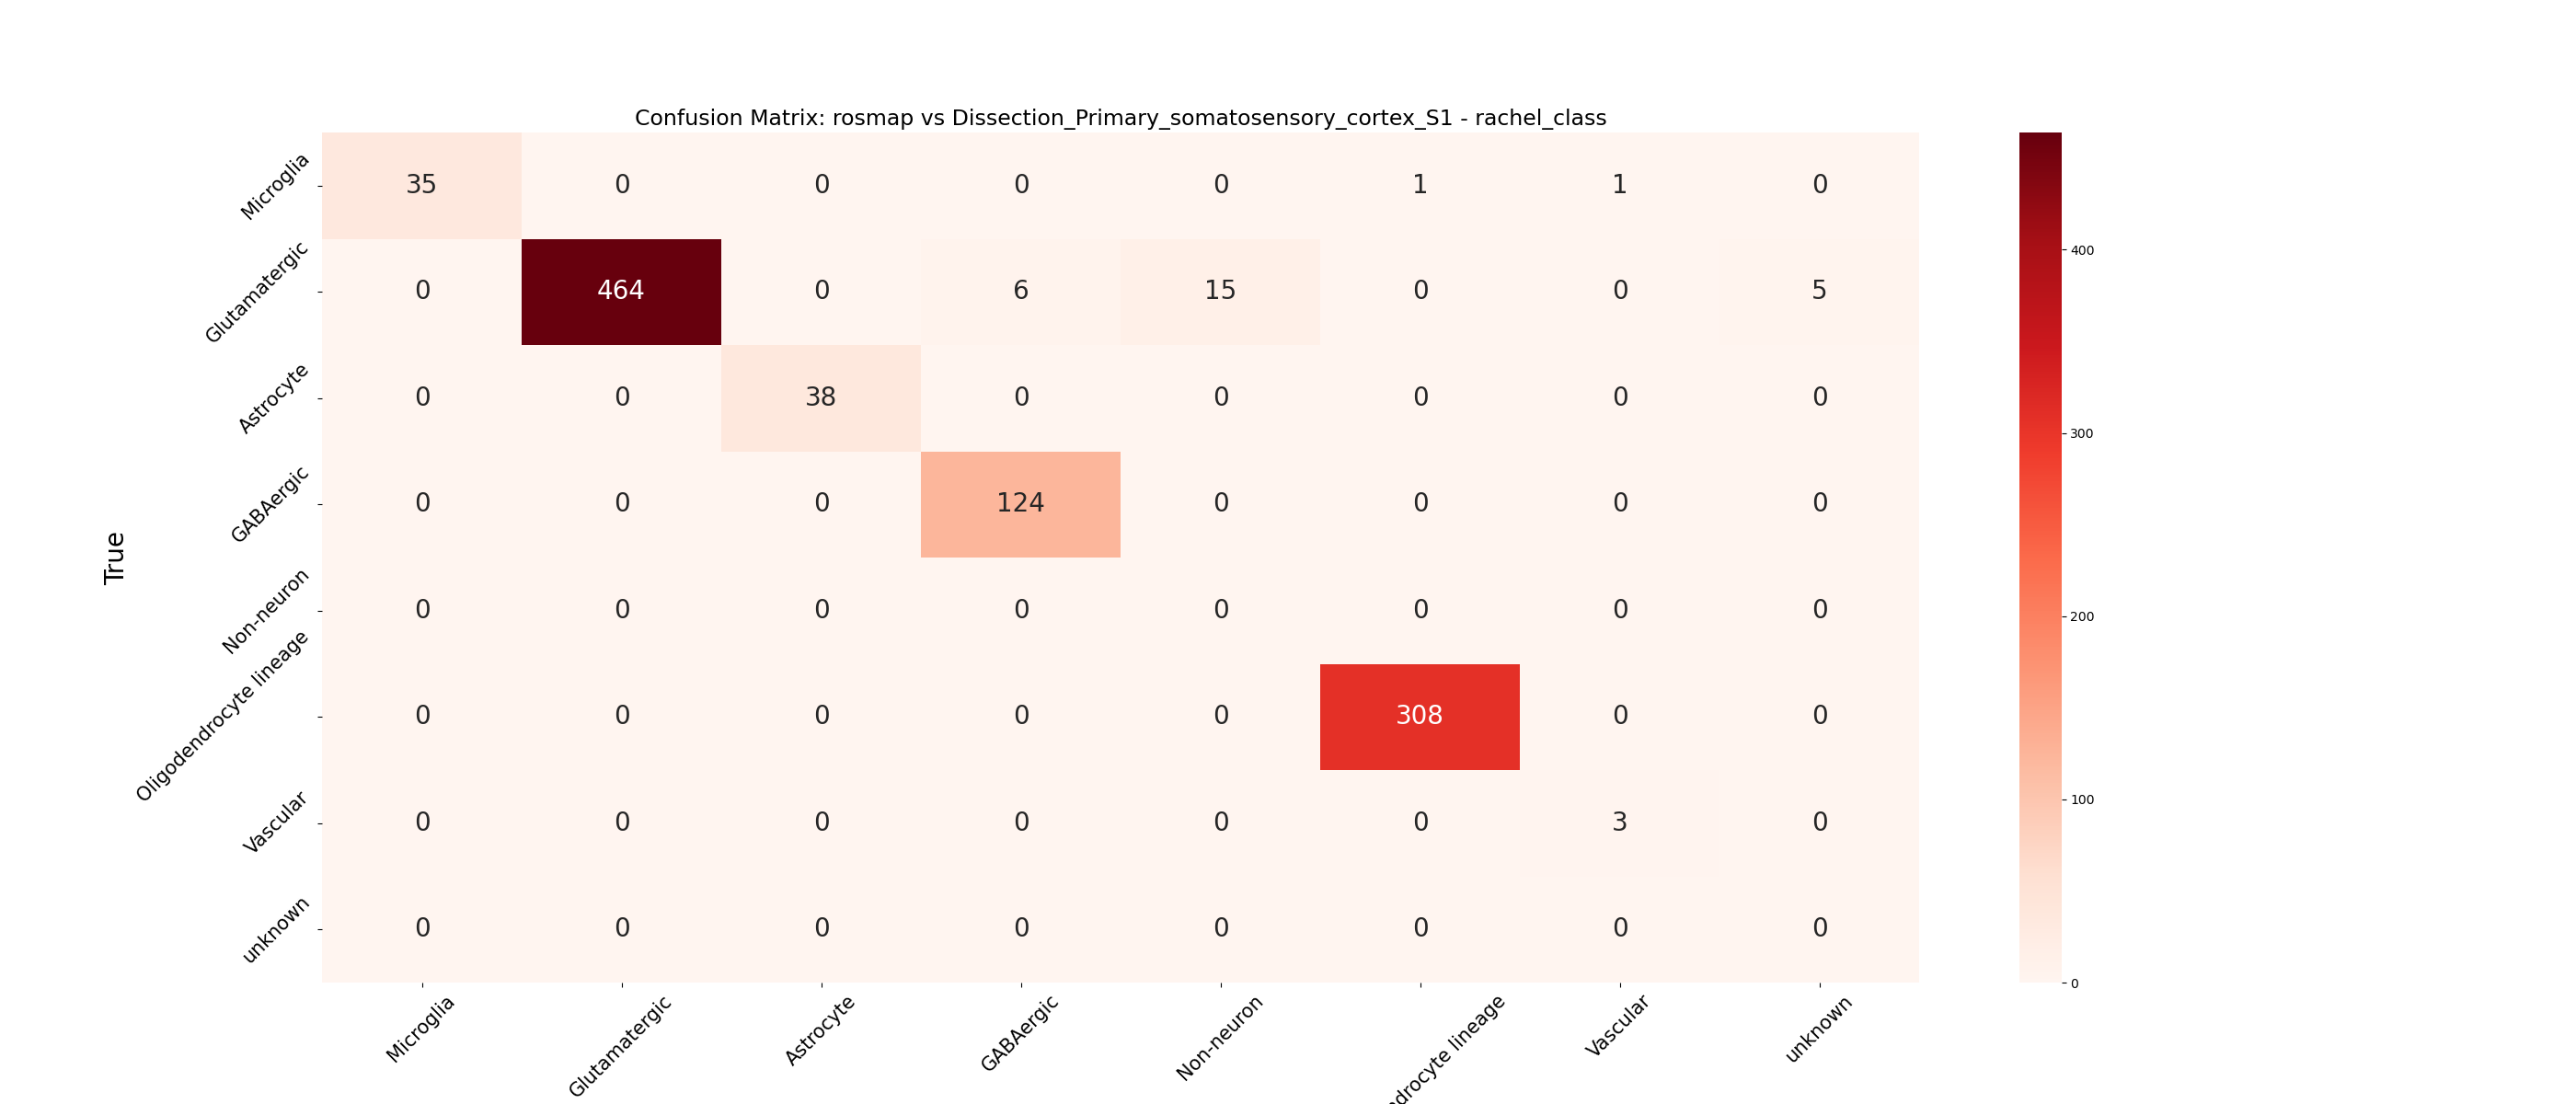 Confusion Matrix: rosmap vs Dissection_Primary_somatosensory_cortex_S1 - rachel_class
Microglia 35 0 0 0 0 1 1 0
Glutamatergic 0 464 0 6 15 0 0 5
Astrocyte 0 0 38 0 0 0 0 0
GABAergic 0 0 0 124 0 0 0 0
Non-neuron 0 0 0 0 0 0 0 0
Oligodendrocyte lineage 0 0 0 0 0 308 0 0
Vascular 0 0 0 0 0 0 3 0
unknown 0 0 0 0 0 0 0 0
True
Microglia Glutamatergic Astrocyte GABAergic Non-neuron drocyte lineage Vascular unknown
400
300
200
100
0